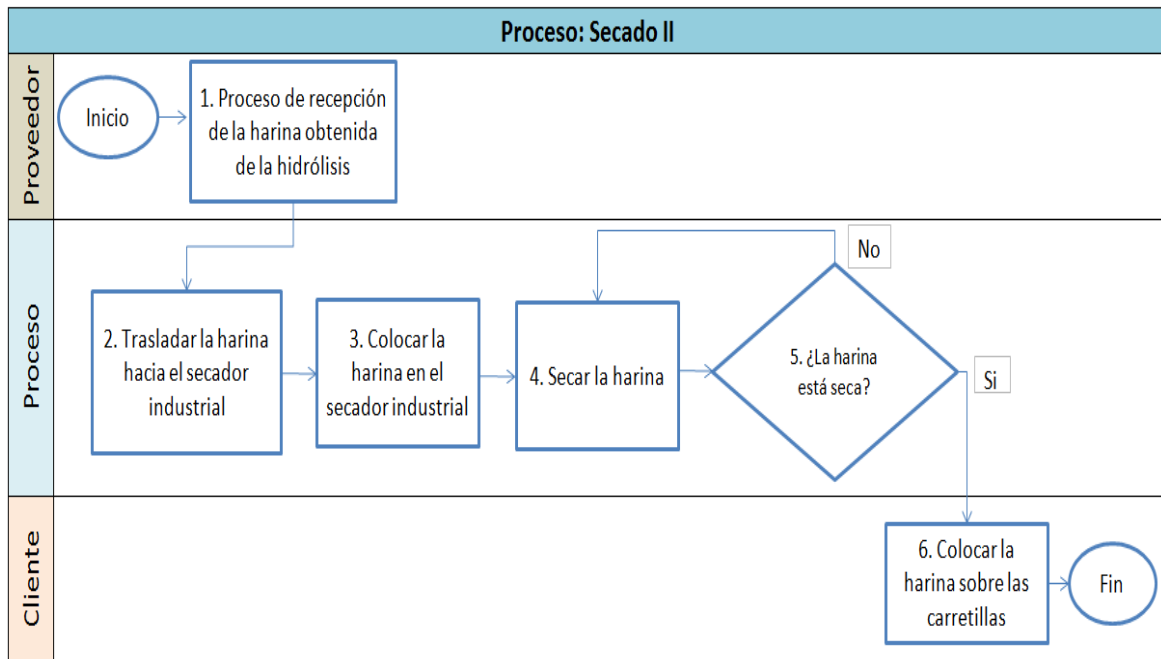 Proceso: Secado II
Proveedor
Inicio
1. Proceso de recepción
de la harina obtenida
de la hidrólisis
Proceso
2. Trasladar la harina
hacia el secador
industrial
3. Colocar la
harina en el
secador industrial
4. Secar la harina
5. ¿La harina
está seca?
No
Si
Cliente
6. Colocar la
harina sobre las
carretillas
Fin